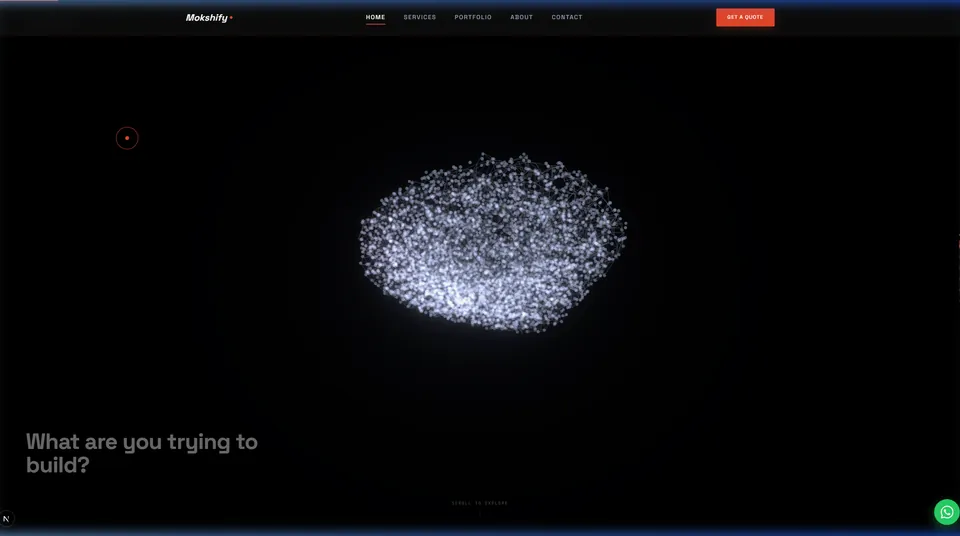 Mokshify
HOME SERVICES PORTFOLIO ABOUT CONTACT
GET A QUOTE
What are you trying to
build?
SCROLL TO EXPLORE
N